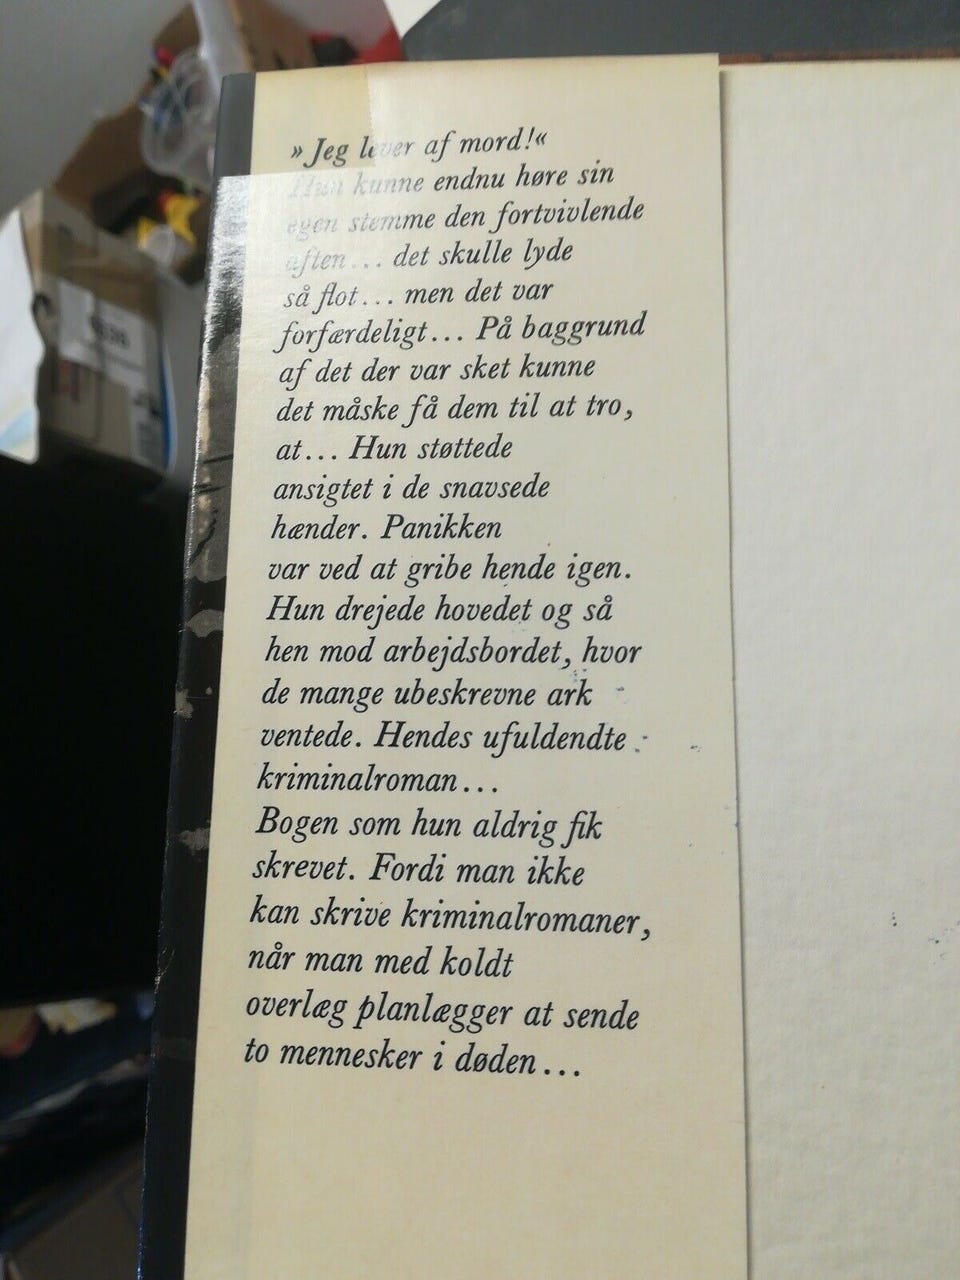 »Jeg lever af mord!«
Hun kunne endnu høre sin
egen stemme den fortvivlende
aften... det skulle lyde
så flot... men det var
forfærdeligt... På baggrund
af det der var sket kunne
det måske få dem til at tro,
at... Hun støttede
ansigtet i de snavsede
hænder. Panikken
var ved at gribe hende igen.
Hun drejede hovedet og så
hen mod arbejdsbordet, hvor
de mange ubeskrevne ark
ventede. Hendes ufuldendte
kriminalroman...
Bogen som hun aldrig fik
skrevet. Fordi man ikke
kan skrive kriminalromaner,
når man med koldt
overlæg planlægger at sende
to mennesker i døden...